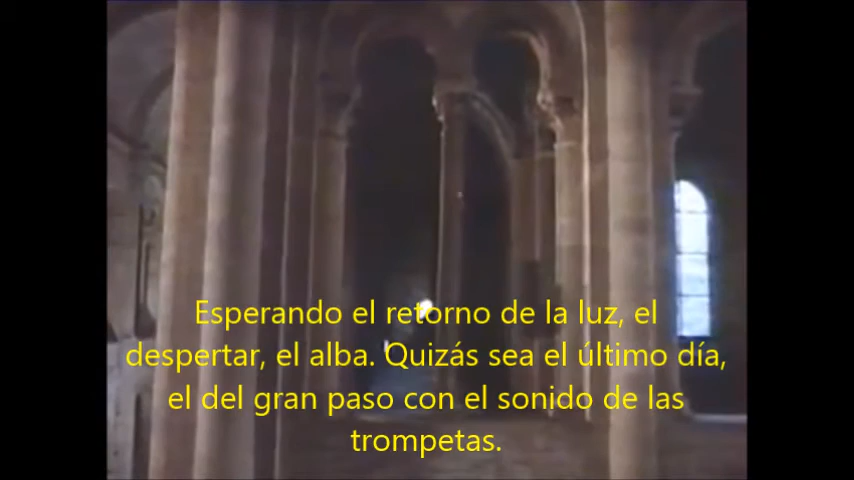 Esperando el retorno de la luz, el
despertar, el alba. Quizás sea el último día,
el del gran paso con el sonido de las
trompetas.